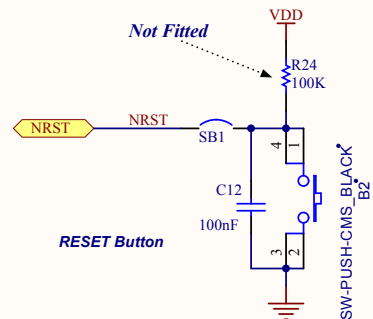 VDD
Not Fitted
R24
100K
NRST
NRST
SB1
4
1
C12
100nF
3
2
RESET Button
SW-PUSH-CMS_BLACK
B2